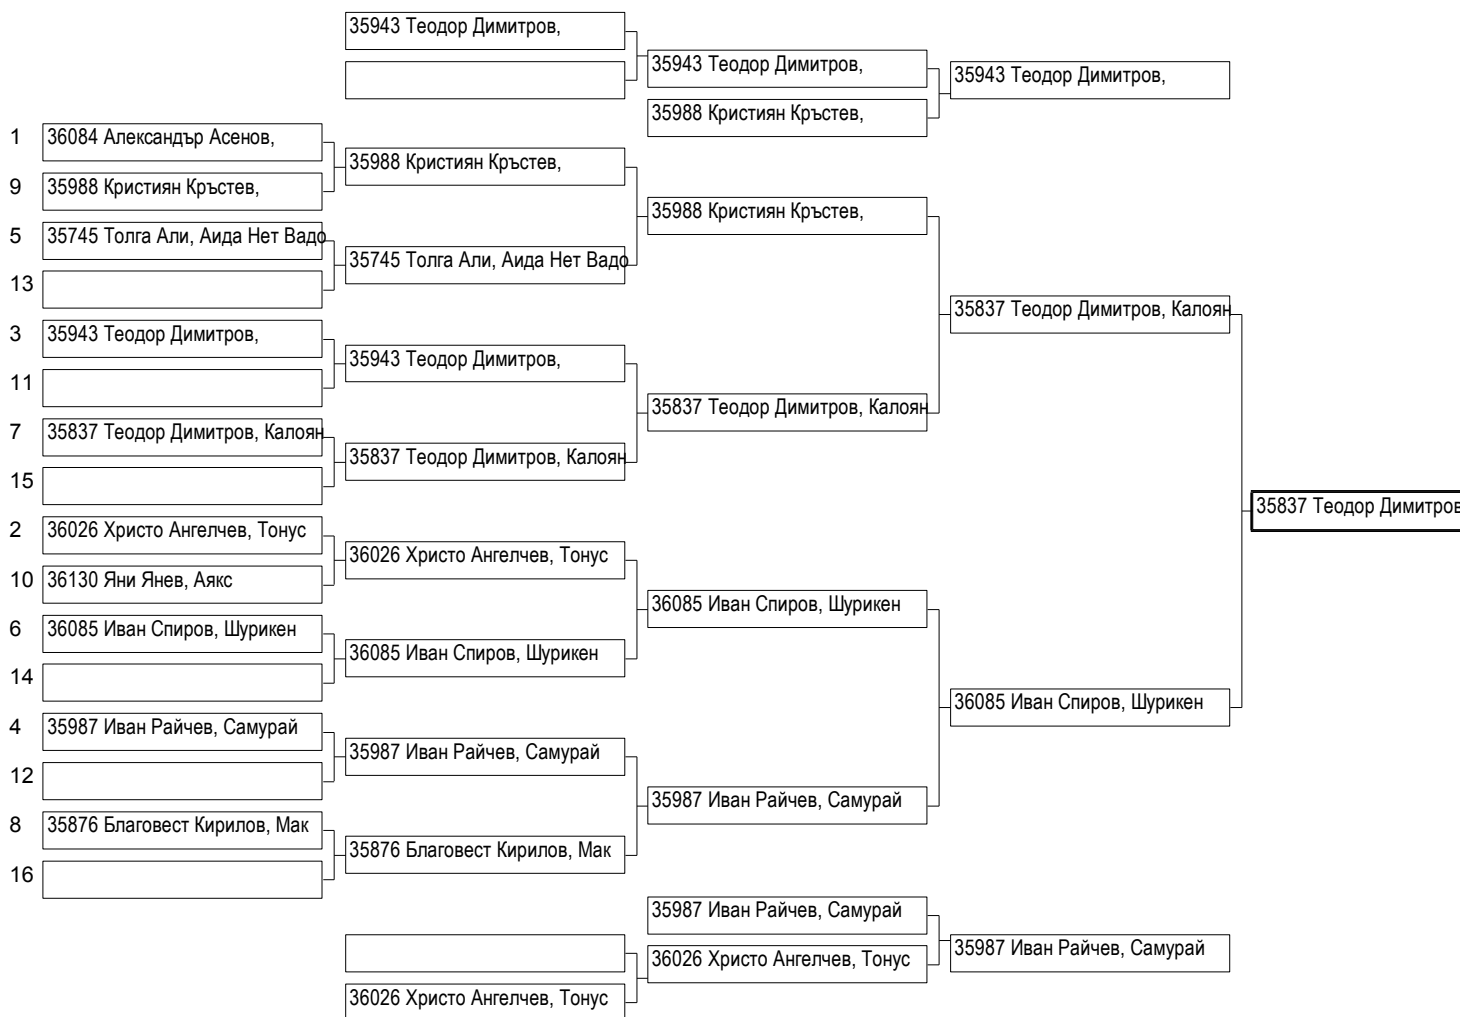 35943 Теодор Димитров,
35943 Теодор Димитров,
35943 Теодор Димитров,
35988 Кристиян Кръстев,
1 36084 Александър Асенов,
35988 Кристиян Кръстев,
9 35988 Кристиян Кръстев,
35988 Кристиян Кръстев,
5 35745 Толга Али, Аида Нет Вадо
35745 Толга Али, Аида Нет Вадо
13
35837 Теодор Димитров, Калоян
3 35943 Теодор Димитров,
35943 Теодор Димитров,
11
35837 Теодор Димитров, Калоян
7 35837 Теодор Димитров, Калоян
35837 Теодор Димитров, Калоян
15
35837 Теодор Димитров
2 36026 Христо Ангелчев, Тонус
36026 Христо Ангелчев, Тонус
10 36130 Яни Янев, Аякс
36085 Иван Спиров, Шурикен
6 36085 Иван Спиров, Шурикен
36085 Иван Спиров, Шурикен
14
36085 Иван Спиров, Шурикен
4 35987 Иван Райчев, Самурай
35987 Иван Райчев, Самурай
12
35987 Иван Райчев, Самурай
8 35876 Благовест Кирилов, Мак
35876 Благовест Кирилов, Мак
16
35987 Иван Райчев, Самурай
35987 Иван Райчев, Самурай
36026 Христо Ангелчев, Тонус
36026 Христо Ангелчев, Тонус